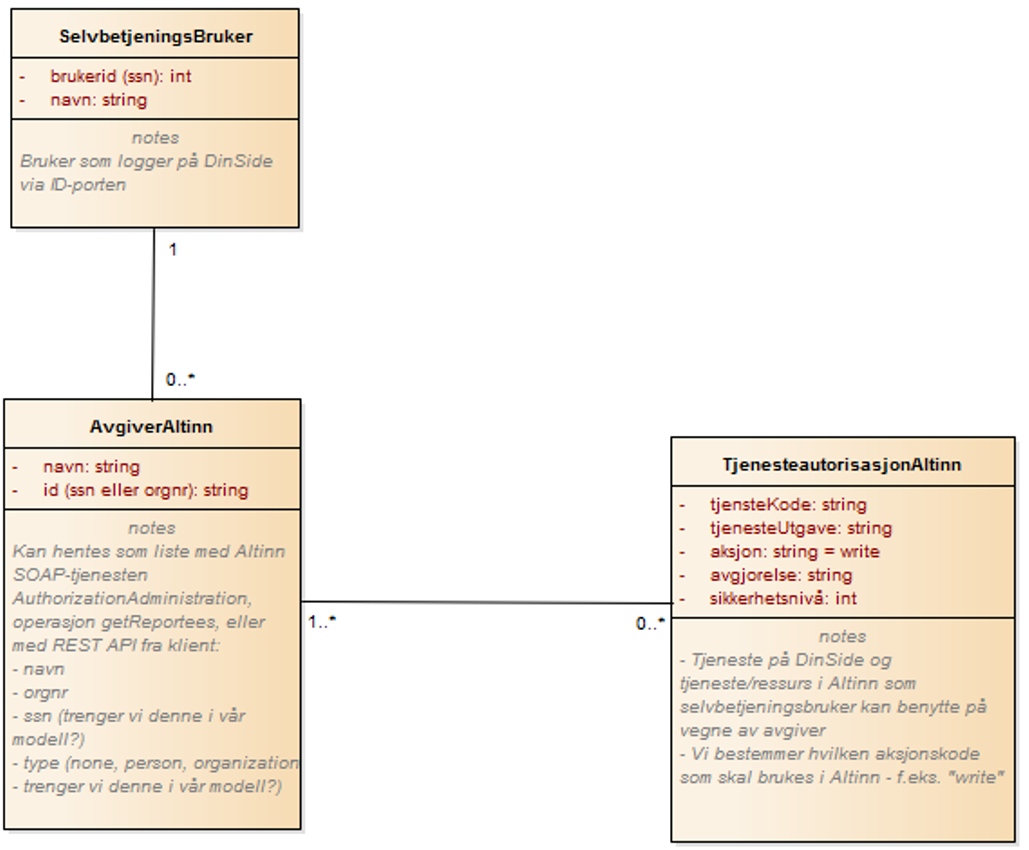 SelvbetjeningsBruker
- brukerid (ssn): int
- navn: string
notes
Bruker som logger på DinSide
via ID-porten
1
0..*
AvgiverAltinn
- navn: string
- id (ssn eller orgnr): string
notes
Kan hentes som liste med Altinn
SOAP-tjenesten
AuthorizationAdministration,
operasjon getReportees, eller
med REST API fra klient:
- navn
- orgnr
- ssn (trenger vi denne i vår
modell?)
- type (none, person, organization
- trenger vi denne i vår modell?)
1..*
0..*
TjenesteautorisasjonAltinn
- tjensteKode: string
- tjenesteUtgave: string
- aksjon: string = write
- avgjorelse: string
- sikkerhetsnivå: int
notes
- Tjeneste på DinSide og
tjeneste/ressurs i Altinn som
selvbetjeningsbruker kan benytte på
vegne av avgiver
- Vi bestemmer hvilken aksjonskode
som skal brukes i Altinn - f.eks. "write"